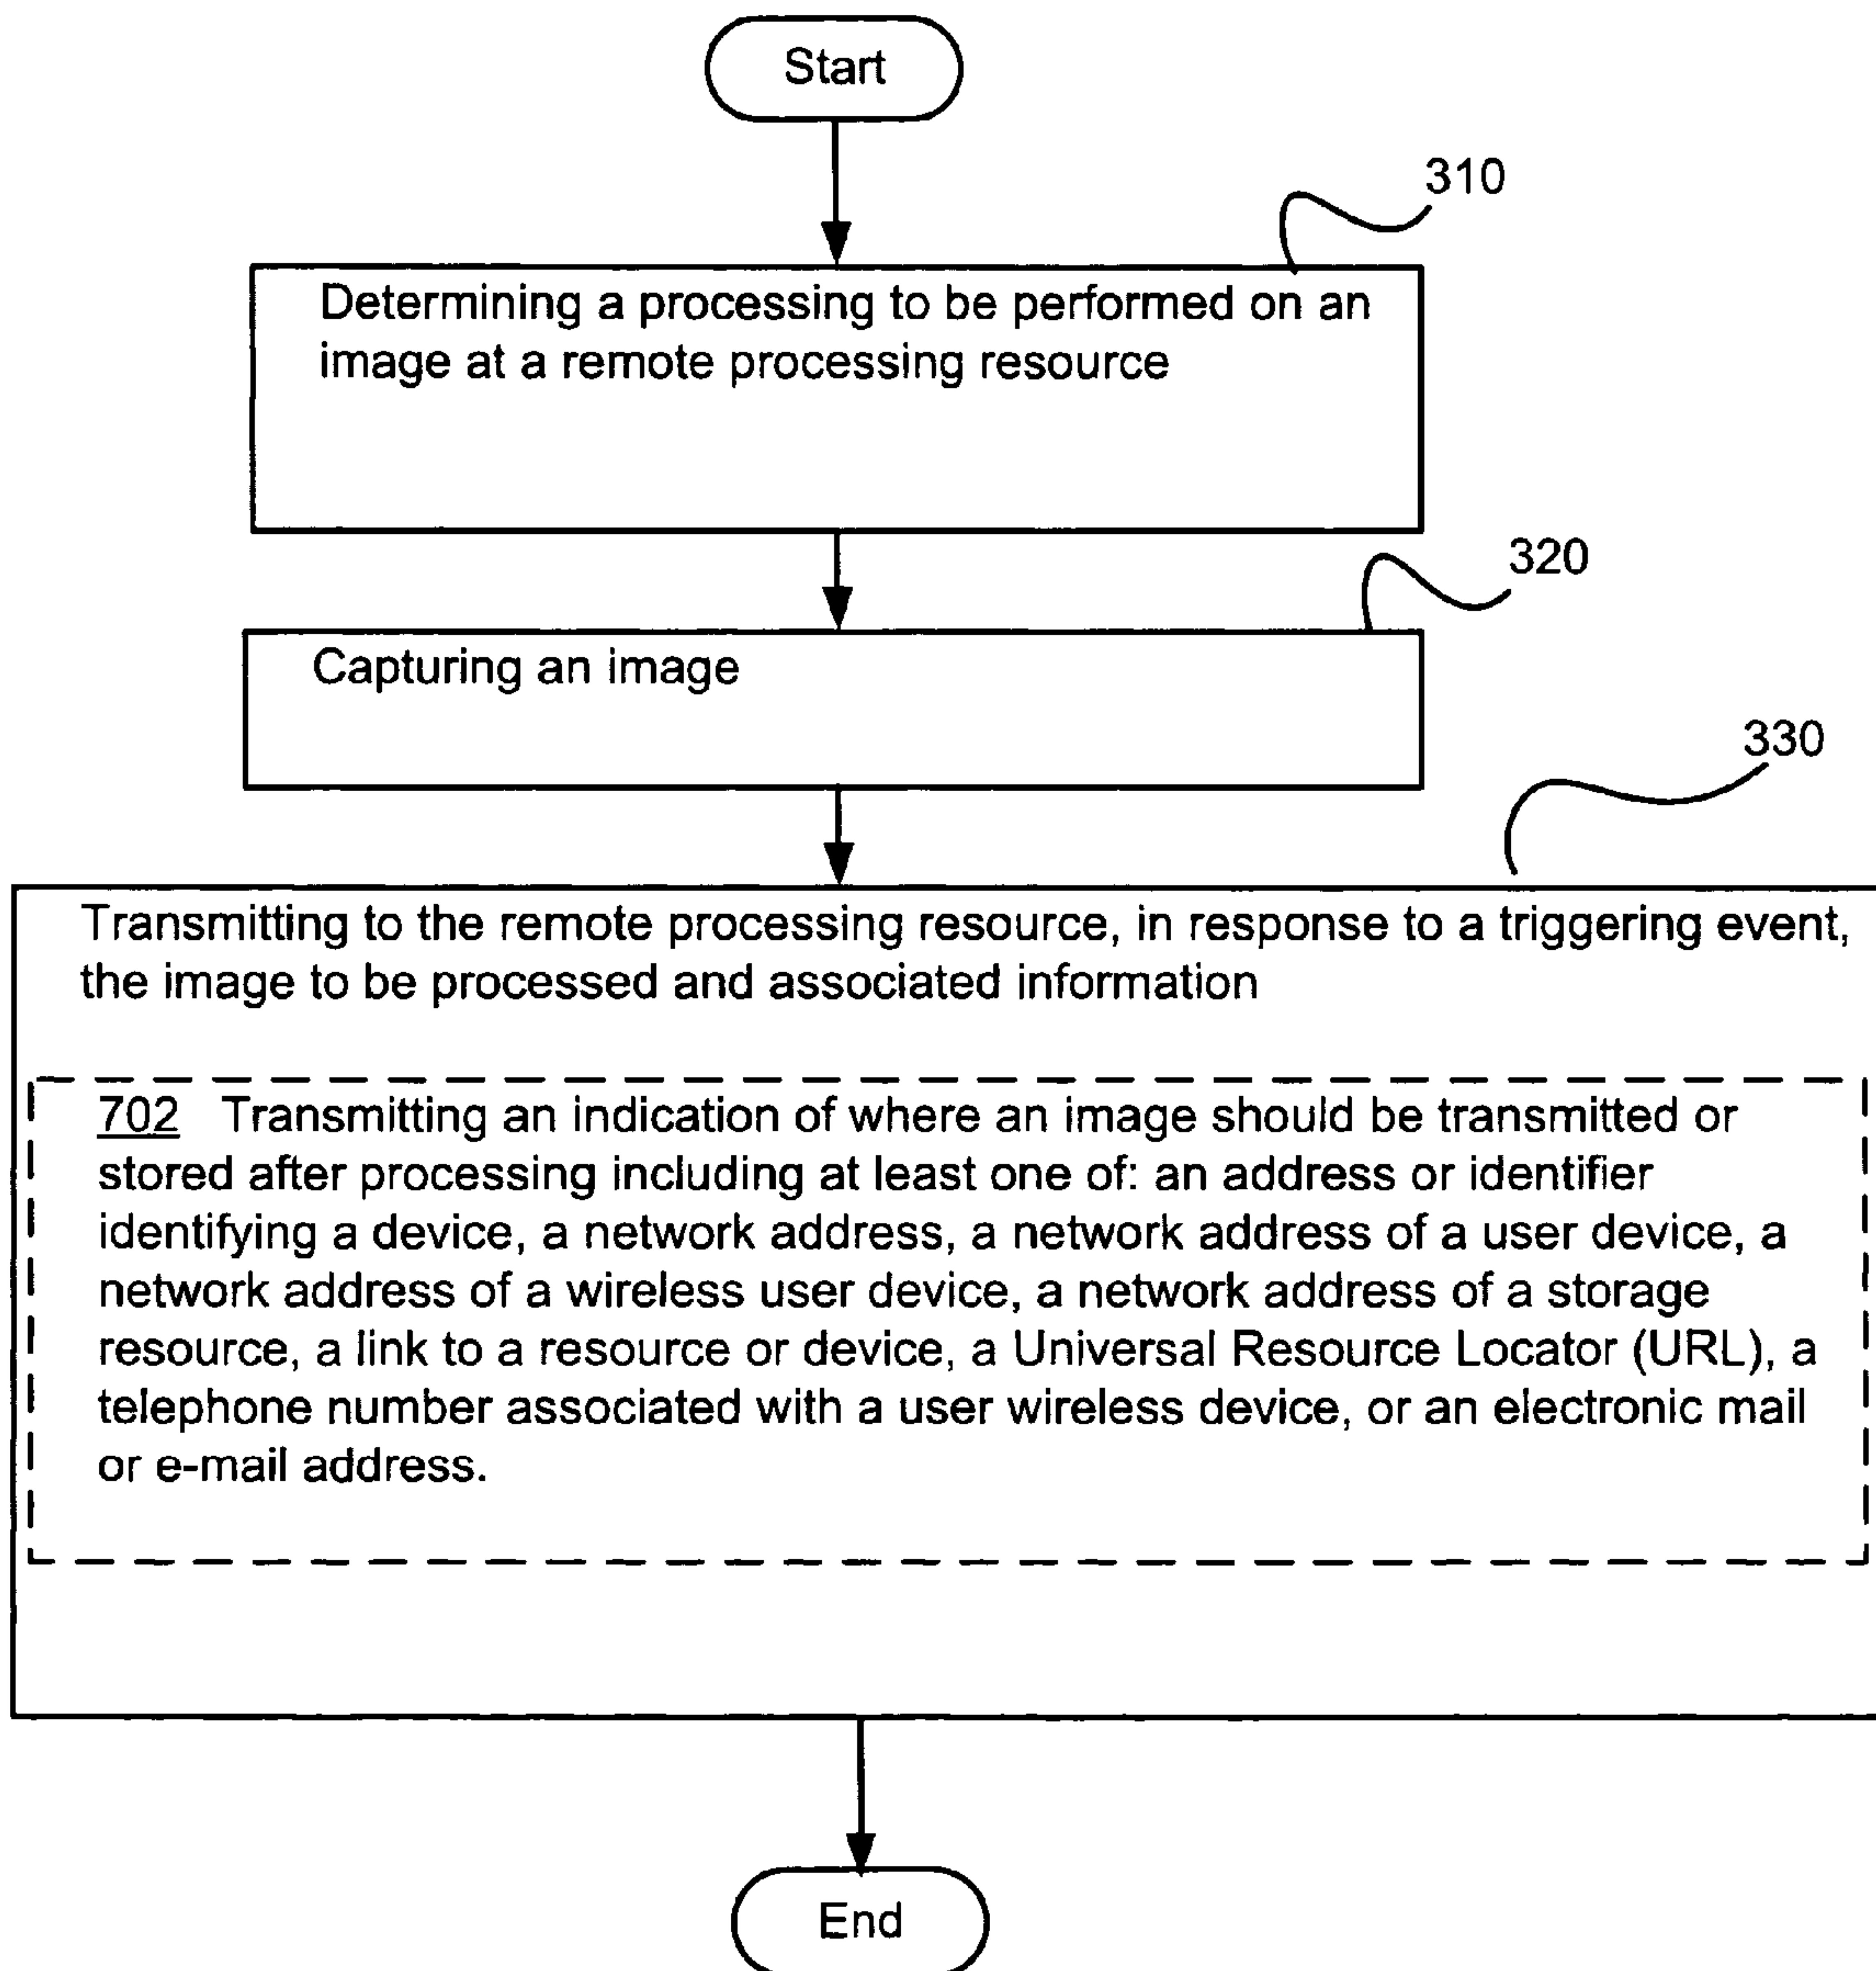 Start
310
Determining a processing to be performed on an
image at a remote processing resource
320
Capturing an image
330
Transmitting to the remote processing resource, in response to a triggering event,
the image to be processed and associated information
702 Transmitting an indication of where an image should be transmitted or
stored after processing including at least one of: an address or identifier
identifying a device, a network address, a network address of a user device, a
network address of a wireless user device, a network address of a storage
resource, a link to a resource or device, a Universal Resource Locator (URL), a
telephone number associated with a user wireless device, or an electronic mail
or e-mail address.
End